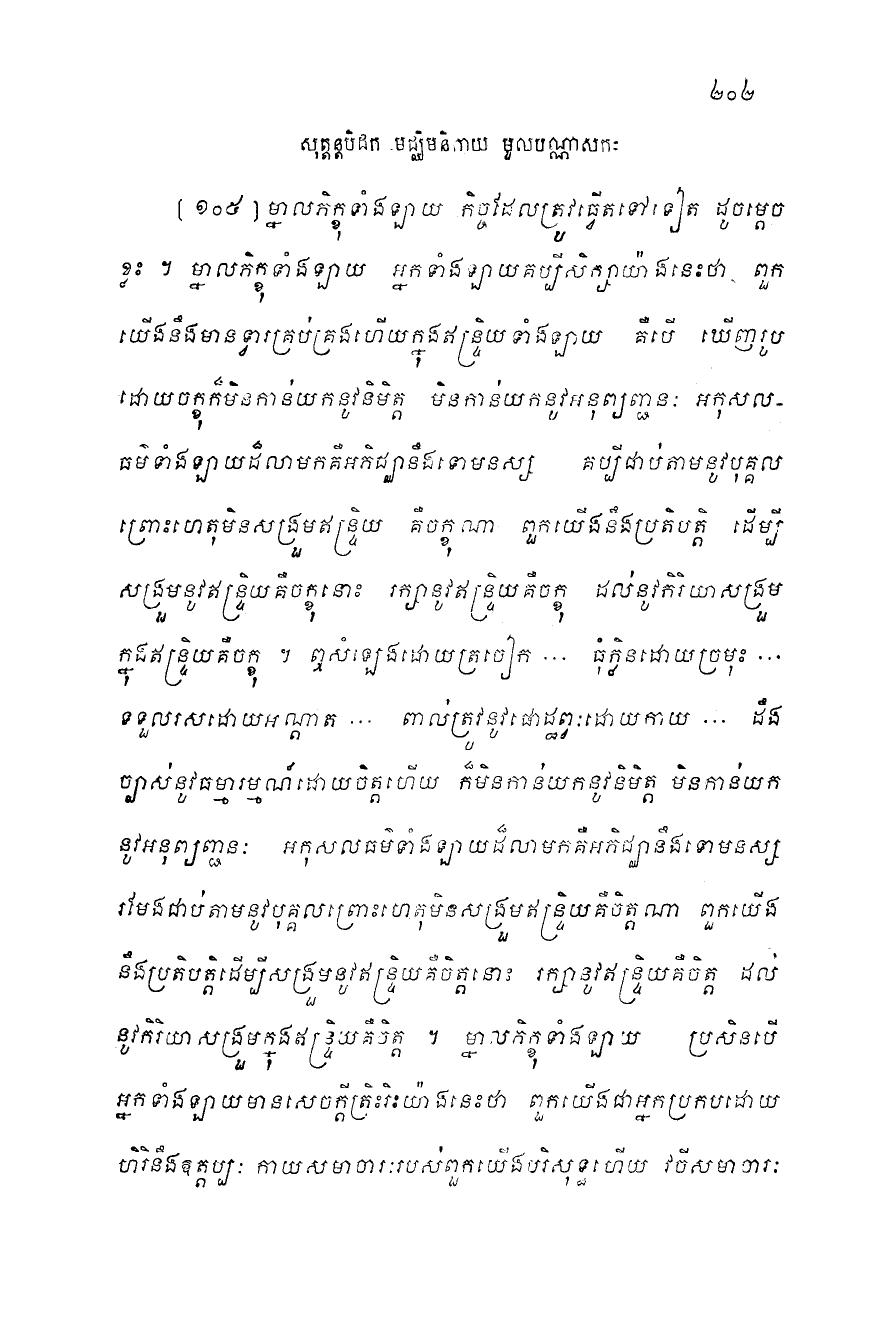 ២០២
សុត្តន្តបិដក មជ្ឈិមនិកាយ មូលបណ្ណាសកៈ
[ ១០៥ ] ម្នាលភិក្ខុទាំងឡាយ កិច្ចដែលត្រូវធ្វើតទៅទៀត ដូចម្តេច
ខ្លះ ។ ម្នាលភិក្ខុទាំងឡាយ អ្នកទាំងឡាយគប្បីសិក្សាយ៉ាងនេះថា ពួក
យើងនឹងមានទ្វារគ្រប់គ្រងហើយក្នុងឥន្ទ្រិយទាំងឡាយ គឺបើ ឃើញរូប
ដោយចក្ខុក៏មិនកាន់យកនូវនិមិត្ត មិនកាន់យកនូវអនុព្យញ្ជនៈ អកុសល-
ធម៌ទាំងឡាយដ៏លាមកគឺអភិជ្ឈានឹងទោមនស្ស គប្បីជាប់តាមនូវបុគ្គល
ព្រោះហេតុមិនសង្រួមឥន្ទ្រិយ គឺចក្ខុណា ពួកយើងនឹងប្រតិបត្តិ ដើម្បី
សង្រួមនូវឥន្ទ្រិយគឺចក្ខុនោះ រក្សានូវឥន្ទ្រិយគឺចក្ខុ ដល់នូវកិរិយាសង្រួម
ក្នុងឥន្ទ្រិយគឺចក្ខុ ។ ឮសំឡេងដោយត្រចៀក ... ធុំក្លិនដោយច្រមុះ ...
ទទួលរសដោយអណ្តាត ... ពាល់ត្រូវនូវផោដ្ឋព្វៈដោយកាយ ... ដឹង
ច្បាស់នូវធម្មារម្មណ៍ដោយចិត្តហើយ ក៏មិនកាន់យកនូវនិមិត្ត មិនកាន់យក
នូវអនុព្យញ្ជនៈ អកុសលធម៌ទាំងឡាយដ៏លាមកគឺអភិជ្ឈានឹងទោមនស្ស
រមែងជាប់តាមនូវបុគ្គលព្រោះហេតុមិនសង្រួមឥន្ទ្រិយគឺចិត្តណា ពួកយើង
នឹងប្រតិបត្តិដើម្បីសង្រួមនូវឥន្ទ្រិយគឺចិត្តនោះ រក្សានូវឥន្ទ្រិយគឺចិត្ត ដល់
នូវកិរិយាសង្រួមក្នុងឥន្ទ្រិយគឺចិត្ត ។ ម្នាលភិក្ខុទាំងឡាយ ប្រសិនបើ
អ្នកទាំងឡាយមានសេចក្តីត្រិះរិះយ៉ាងនេះថា ពួកយើងជាអ្នកប្រកបដោយ
ហិរិនឹងឧត្តប្បៈ កាយសមាចារៈរបស់ពួកយើងបរិសុទ្ធហើយ វចីសមាចារៈ